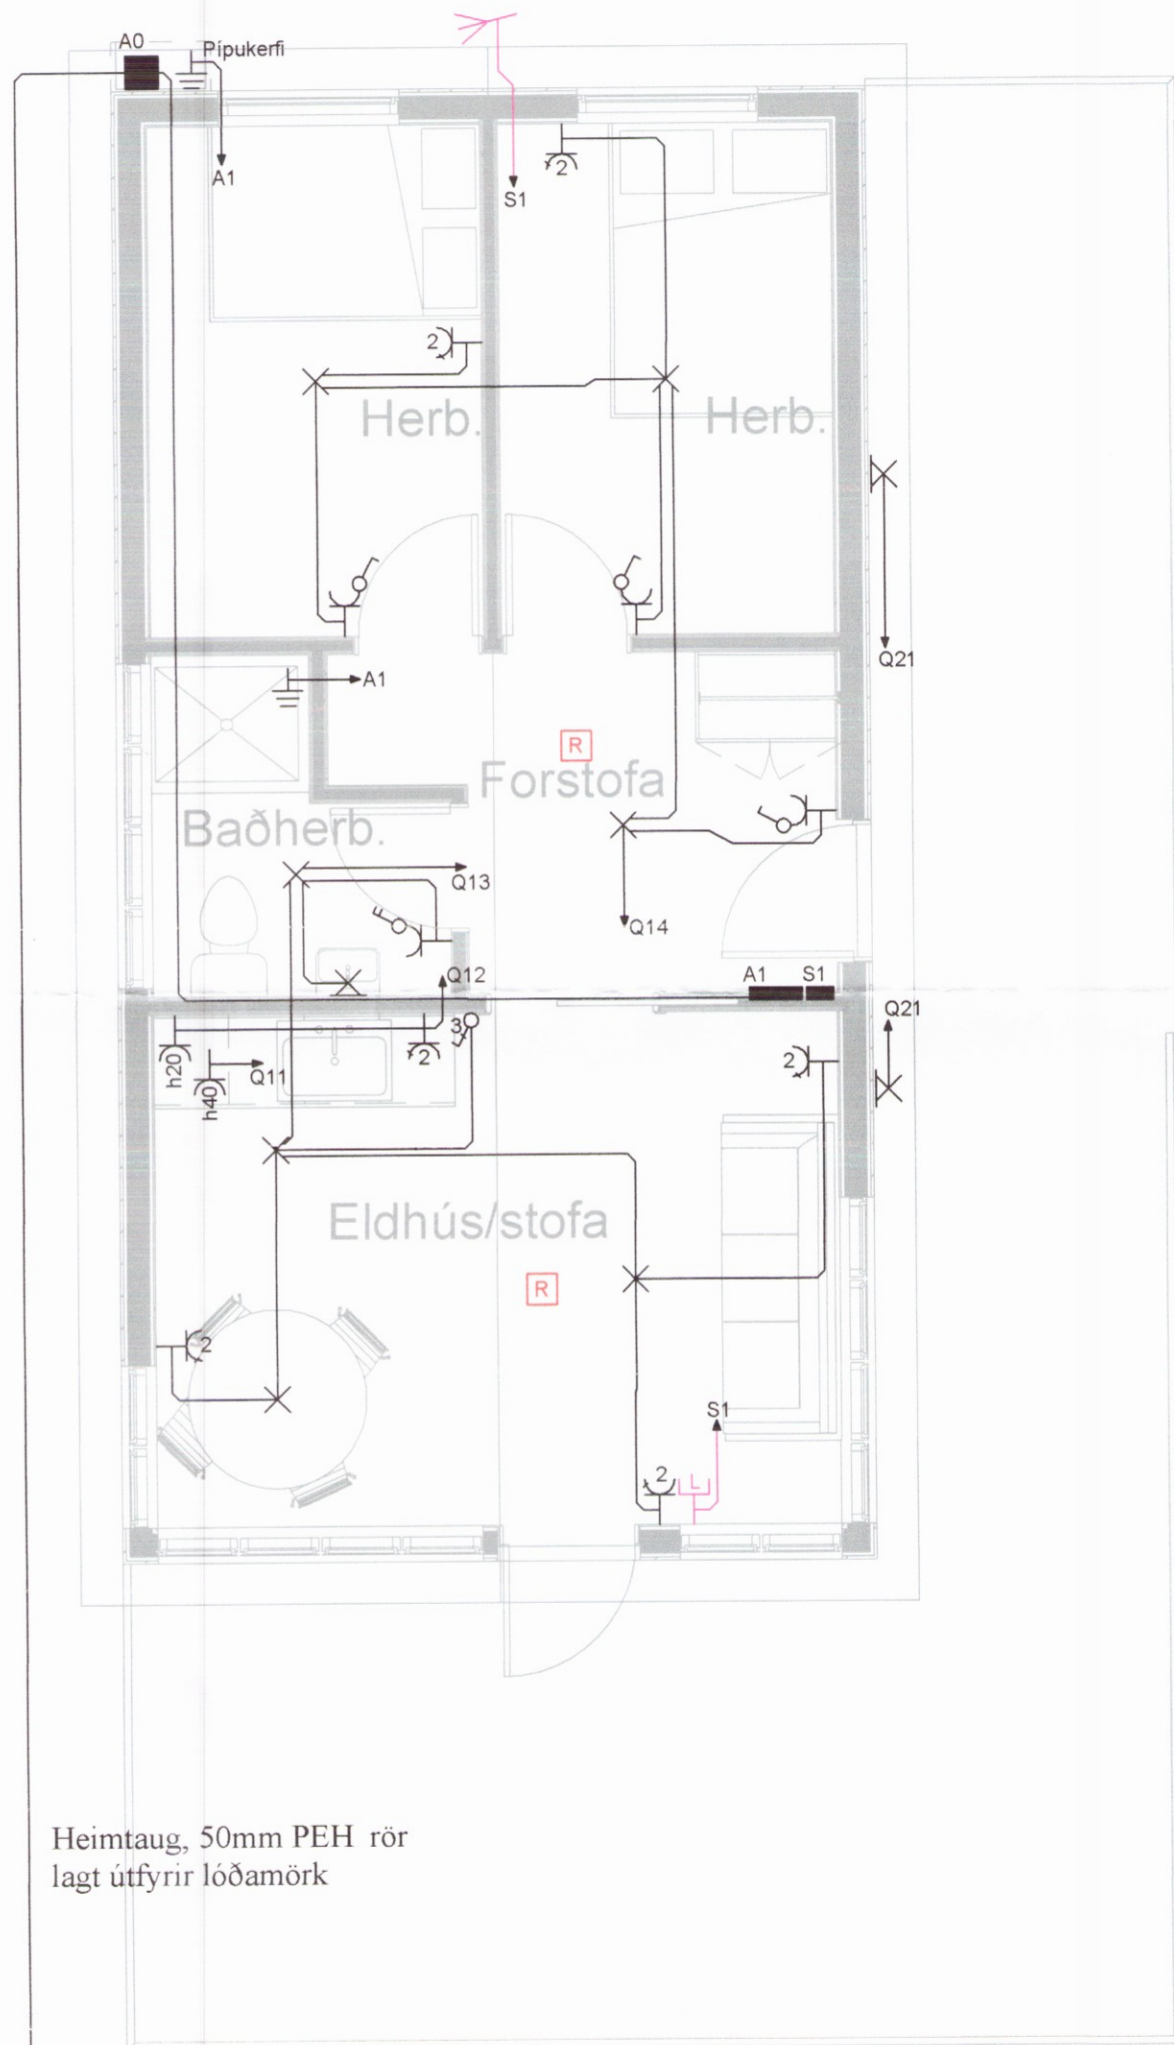 A0
Pípukerfi
A1
S1
2
2
Herb.
Herb.
Q21
A1
R
Forstofa
Baðherb.
Q13
Q14
Q12
A1
S1
Q21
3
2
2
h20
Q11
h40
Eldhús/stofa
R
2
S1
2
L
Heimtaug, 50mm PEH rör
lagt útfyrir lóðamörk